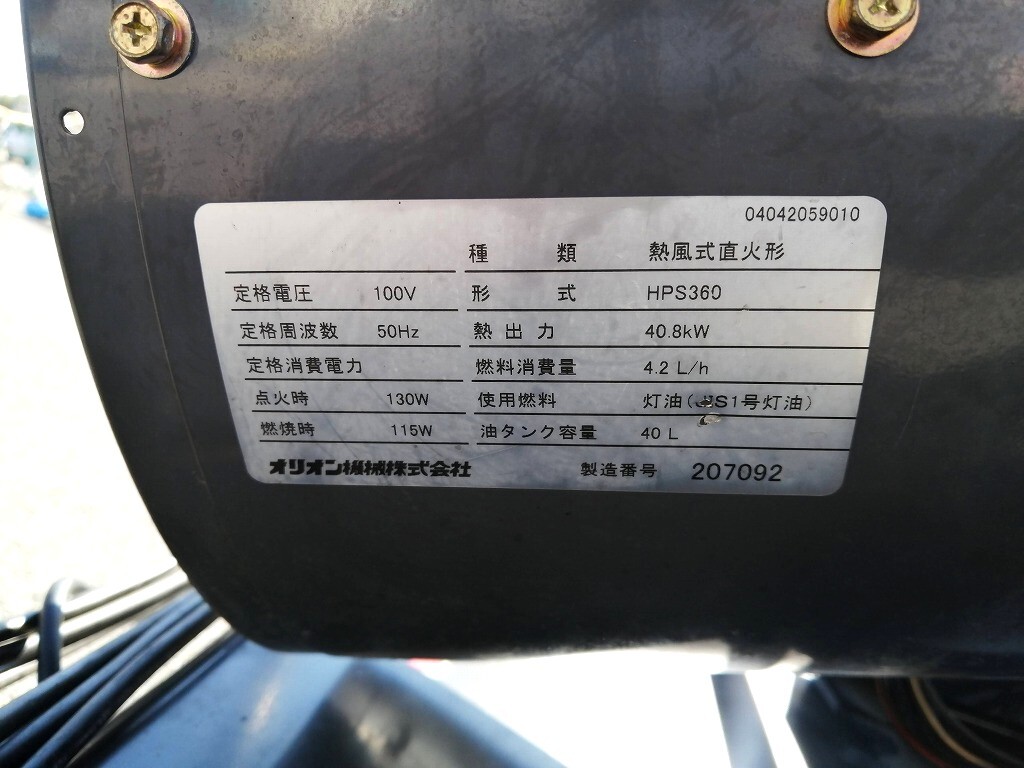 04042059010
種 類 熱風式直火形
定格電圧 100V 形 式 HPS360
定格周波数 50Hz 熱出力 40.8kW
定格消費電力 燃料消費量 4.2 L/h
点火時 130W 使用燃料 灯油(JIS1号灯油)
燃焼時 115W 油タンク容量 40 L
オリオン機械株式会社 製造番号 207092